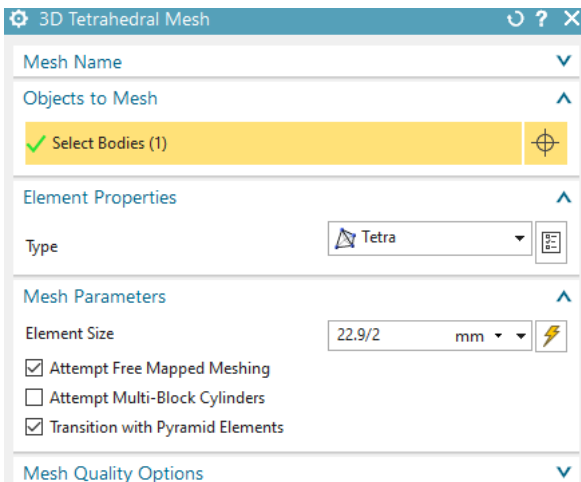 3D Tetrahedral Mesh
Mesh Name
Objects to Mesh
Select Bodies (1)
Element Properties
Type Tetra
Mesh Parameters
Element Size 22.9/2 mm
Attempt Free Mapped Meshing
Attempt Multi-Block Cylinders
Transition with Pyramid Elements
Mesh Quality Options